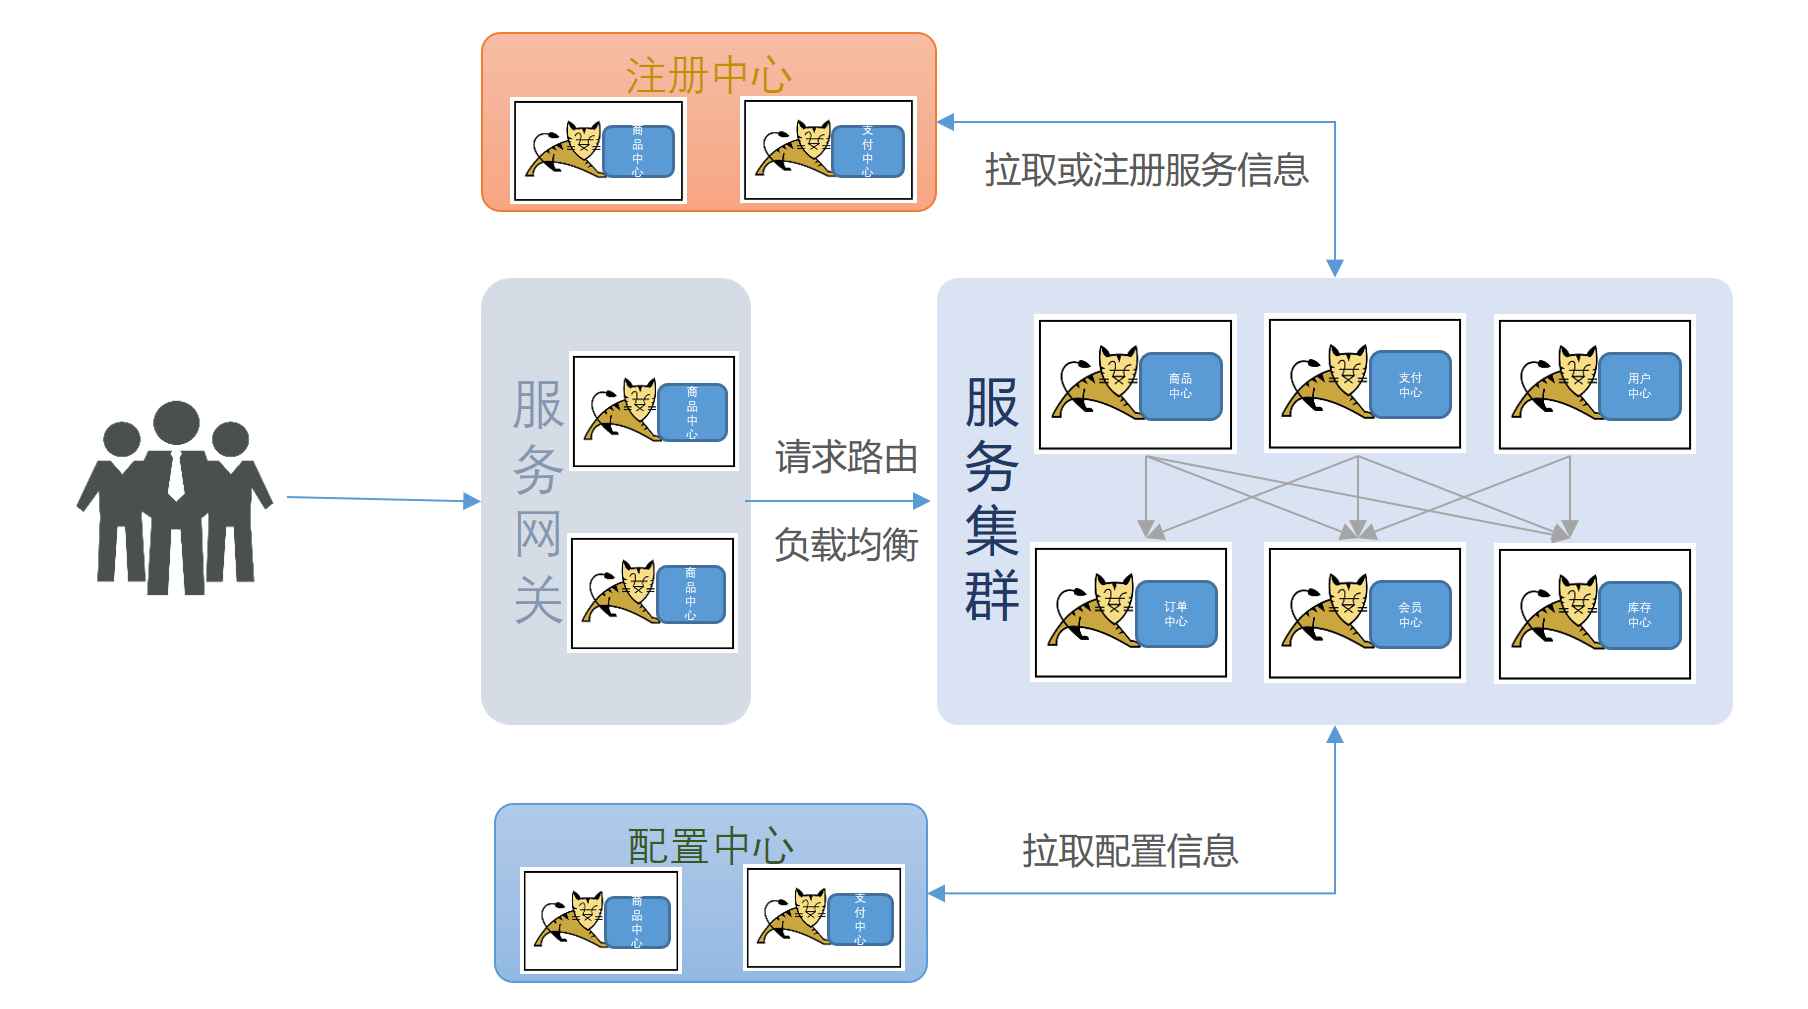 注册中心
商
品
中
心
支
付
中
心
拉取或注册服务信息
服
务
网
关
商
品
中
心
商
品
中
心
请求路由
负载均衡
服
务
集
群
商品
中心
支付
中心
用户
中心
订单
中心
会员
中心
库存
中心
配置中心
商
品
中
心
支
付
中
心
拉取配置信息